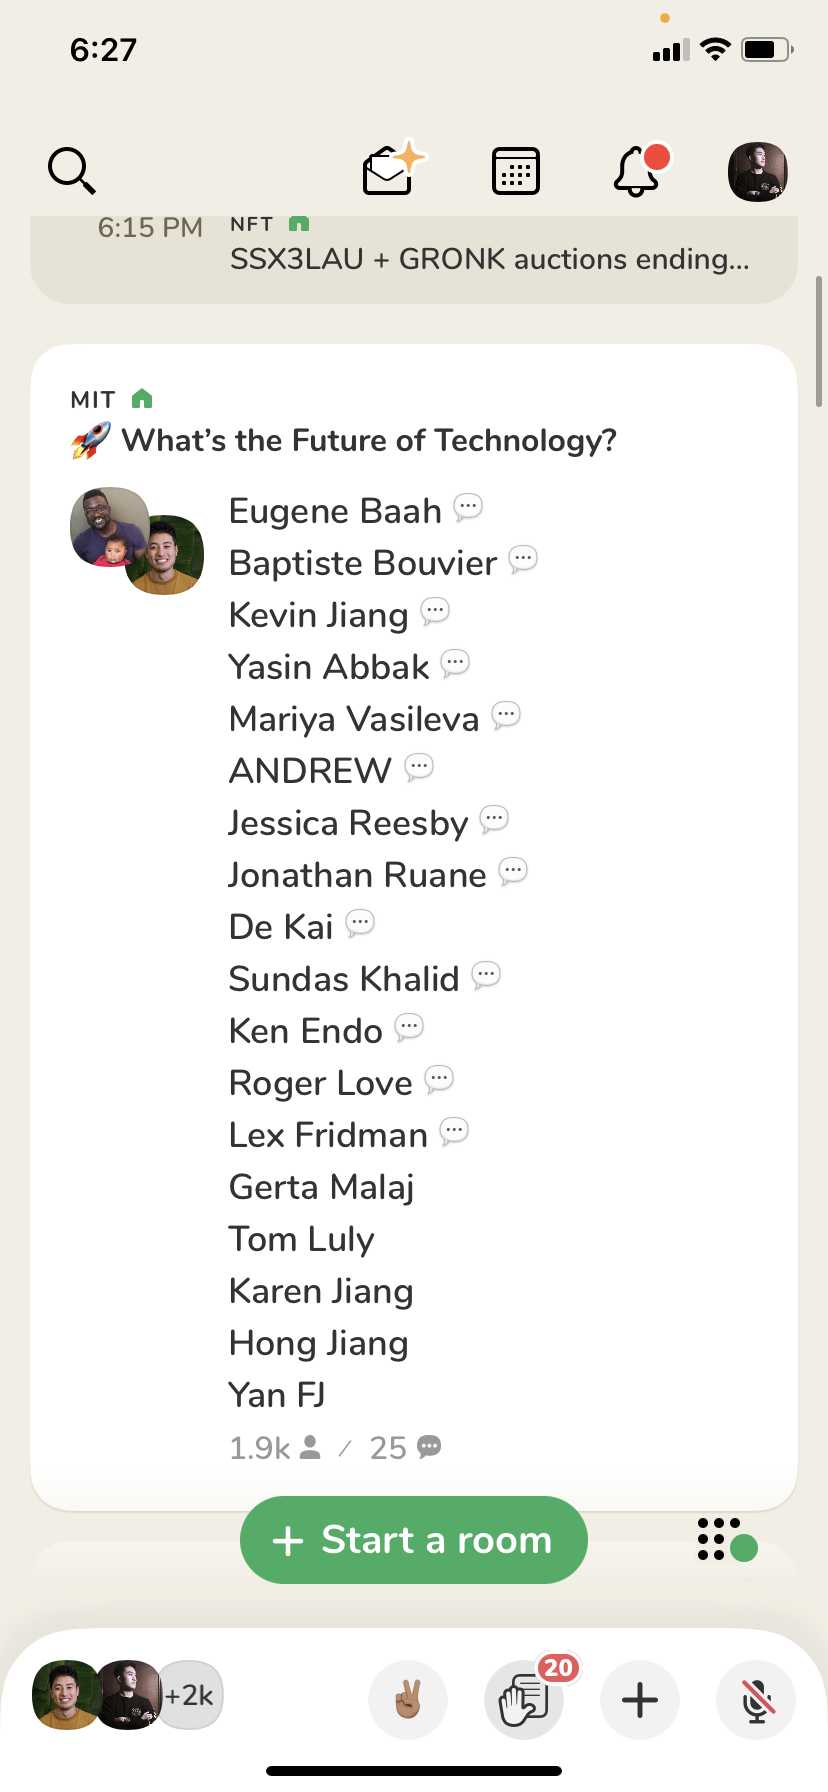 6:27
6:15 PM NFT
SSX3LAU + GRONK auctions ending...
MIT
What's the Future of Technology?
Eugene Baah
Baptiste Bouvier
Kevin Jiang
Yasin Abbak
Mariya Vasileva
ANDREW
Jessica Reesby
Jonathan Ruane
De Kai
Sundas Khalid
Ken Endo
Roger Love
Lex Fridman
Gerta Malaj
Tom Luly
Karen Jiang
Hong Jiang
Yan FJ
1.9k / 25
+ Start a room
+2k
20